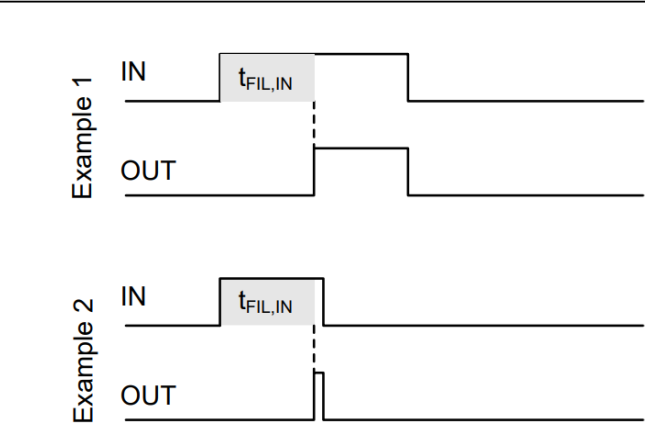 Example 1
IN
tFIL,IN
OUT
Example 2
IN
tFIL,IN
OUT